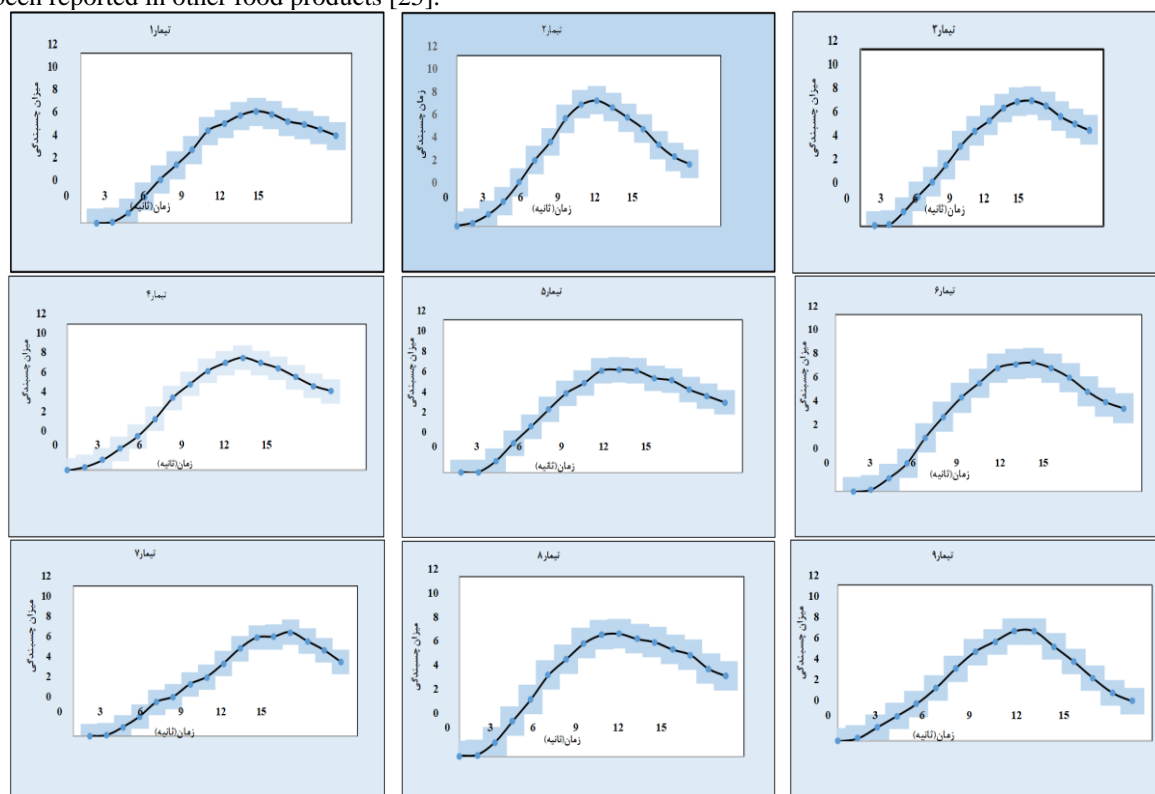 been reported in other food products [25].
تیمار۱
میزان چسبندگی
12
10
8
6
4
2
0
0 3 6 9 12 15
زمان(ثانیه)
تیمار۲
زمان چسبندگی
12
10
8
6
4
2
0
0 3 6 9 12 15
زمان(ثانیه)
تیمار۳
میزان چسبندگی
12
10
8
6
4
2
0
0 3 6 9 12 15
زمان(ثانیه)
تیمار۴
میزان چسبندگی
12
10
8
6
4
2
0
0 3 6 9 12 15
زمان(ثانیه)
تیمار۵
میزان چسبندگی
12
10
8
6
4
2
0
0 3 6 9 12 15
زمان(ثانیه)
تیمار۶
میزان چسبندگی
12
10
8
6
4
2
0
0 3 6 9 12 15
زمان(ثانیه)
تیمار۷
میزان چسبندگی
12
10
8
6
4
2
0
0 3 6 9 12 15
زمان(ثانیه)
تیمار۸
میزان چسبندگی
12
10
8
6
4
2
0
0 3 6 9 12 15
زمان(ثانیه)
تیمار۹
میزان چسبندگی
12
10
8
6
4
2
0
0 3 6 9 12 15
زمان(ثانیه)